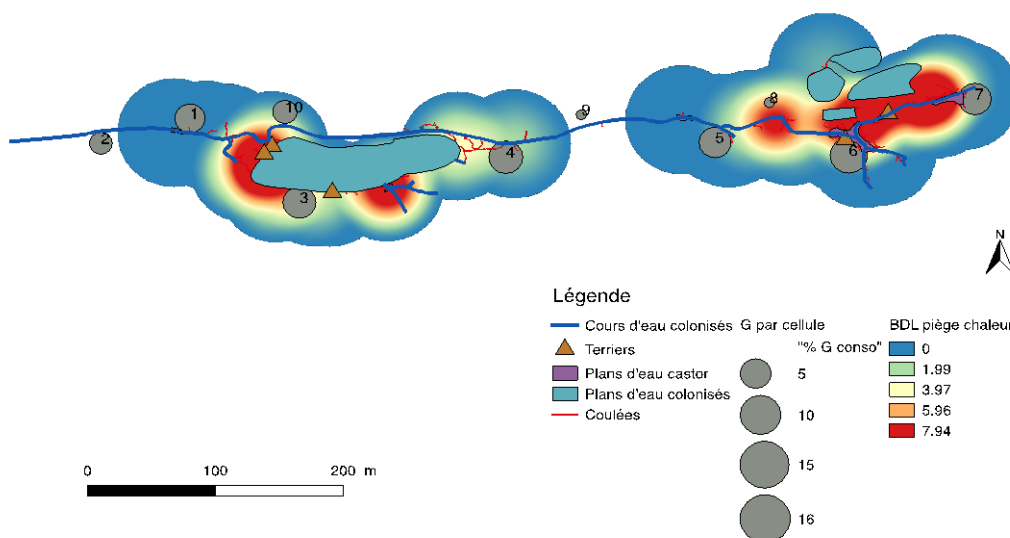 1
10
2
3
4
9
8
5
6
7
N
Légende
Cours d'eau colonisés
Terriers
Plans d'eau castor
Plans d'eau colonisés
Coulées
G par cellule
"% G conso"
5
10
15
16
BDL piège chaleur
0
1.99
3.97
5.96
7.94
0 100 200 m